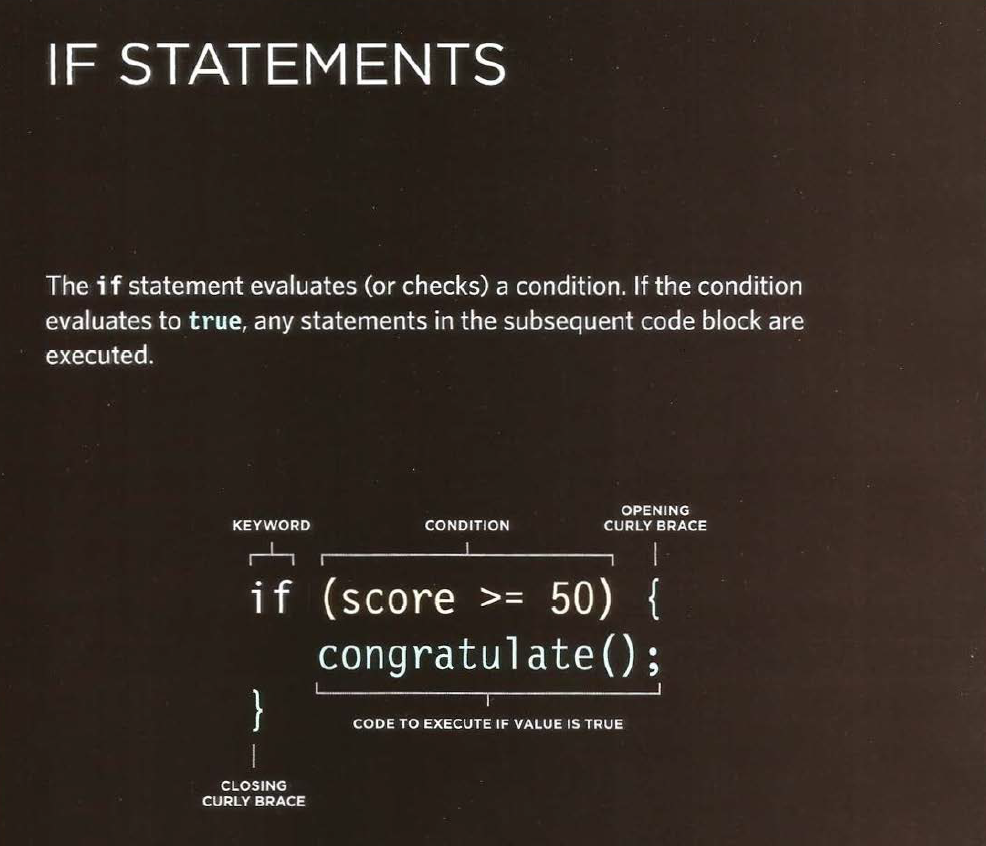 IF STATEMENTS
The if statement evaluates (or checks) a condition. If the condition
evaluates to true, any statements in the subsequent code block are
executed.
KEYWORD
CONDITION
OPENING
CURLY BRACE
if (score >= 50) {
congratulate();
}
CODE TO EXECUTE IF VALUE IS TRUE
CLOSING
CURLY BRACE